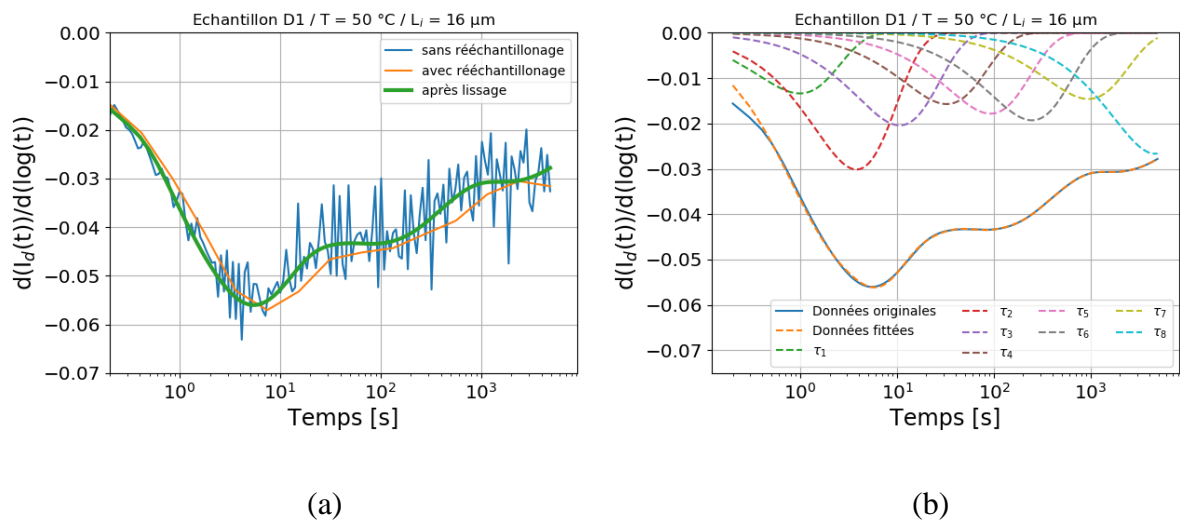 Echantillon D1 / T = 50 °C / Lᵢ = 16 µm
0.00
−0.01
−0.02
−0.03
−0.04
−0.05
−0.06
−0.07
d(I_d(t))/d(log(t))
sans rééchantillonage
avec rééchantillonage
après lissage
10⁰
10¹
10²
10³
Temps [s]
(a)
Echantillon D1 / T = 50 °C / Lᵢ = 16 µm
0.00
−0.01
−0.02
−0.03
−0.04
−0.05
−0.06
−0.07
d(I_d(t))/d(log(t))
Données originales
Données fittées
τ₁
τ₂
τ₃
τ₄
τ₅
τ₆
τ₇
τ₈
10⁰
10¹
10²
10³
Temps [s]
(b)